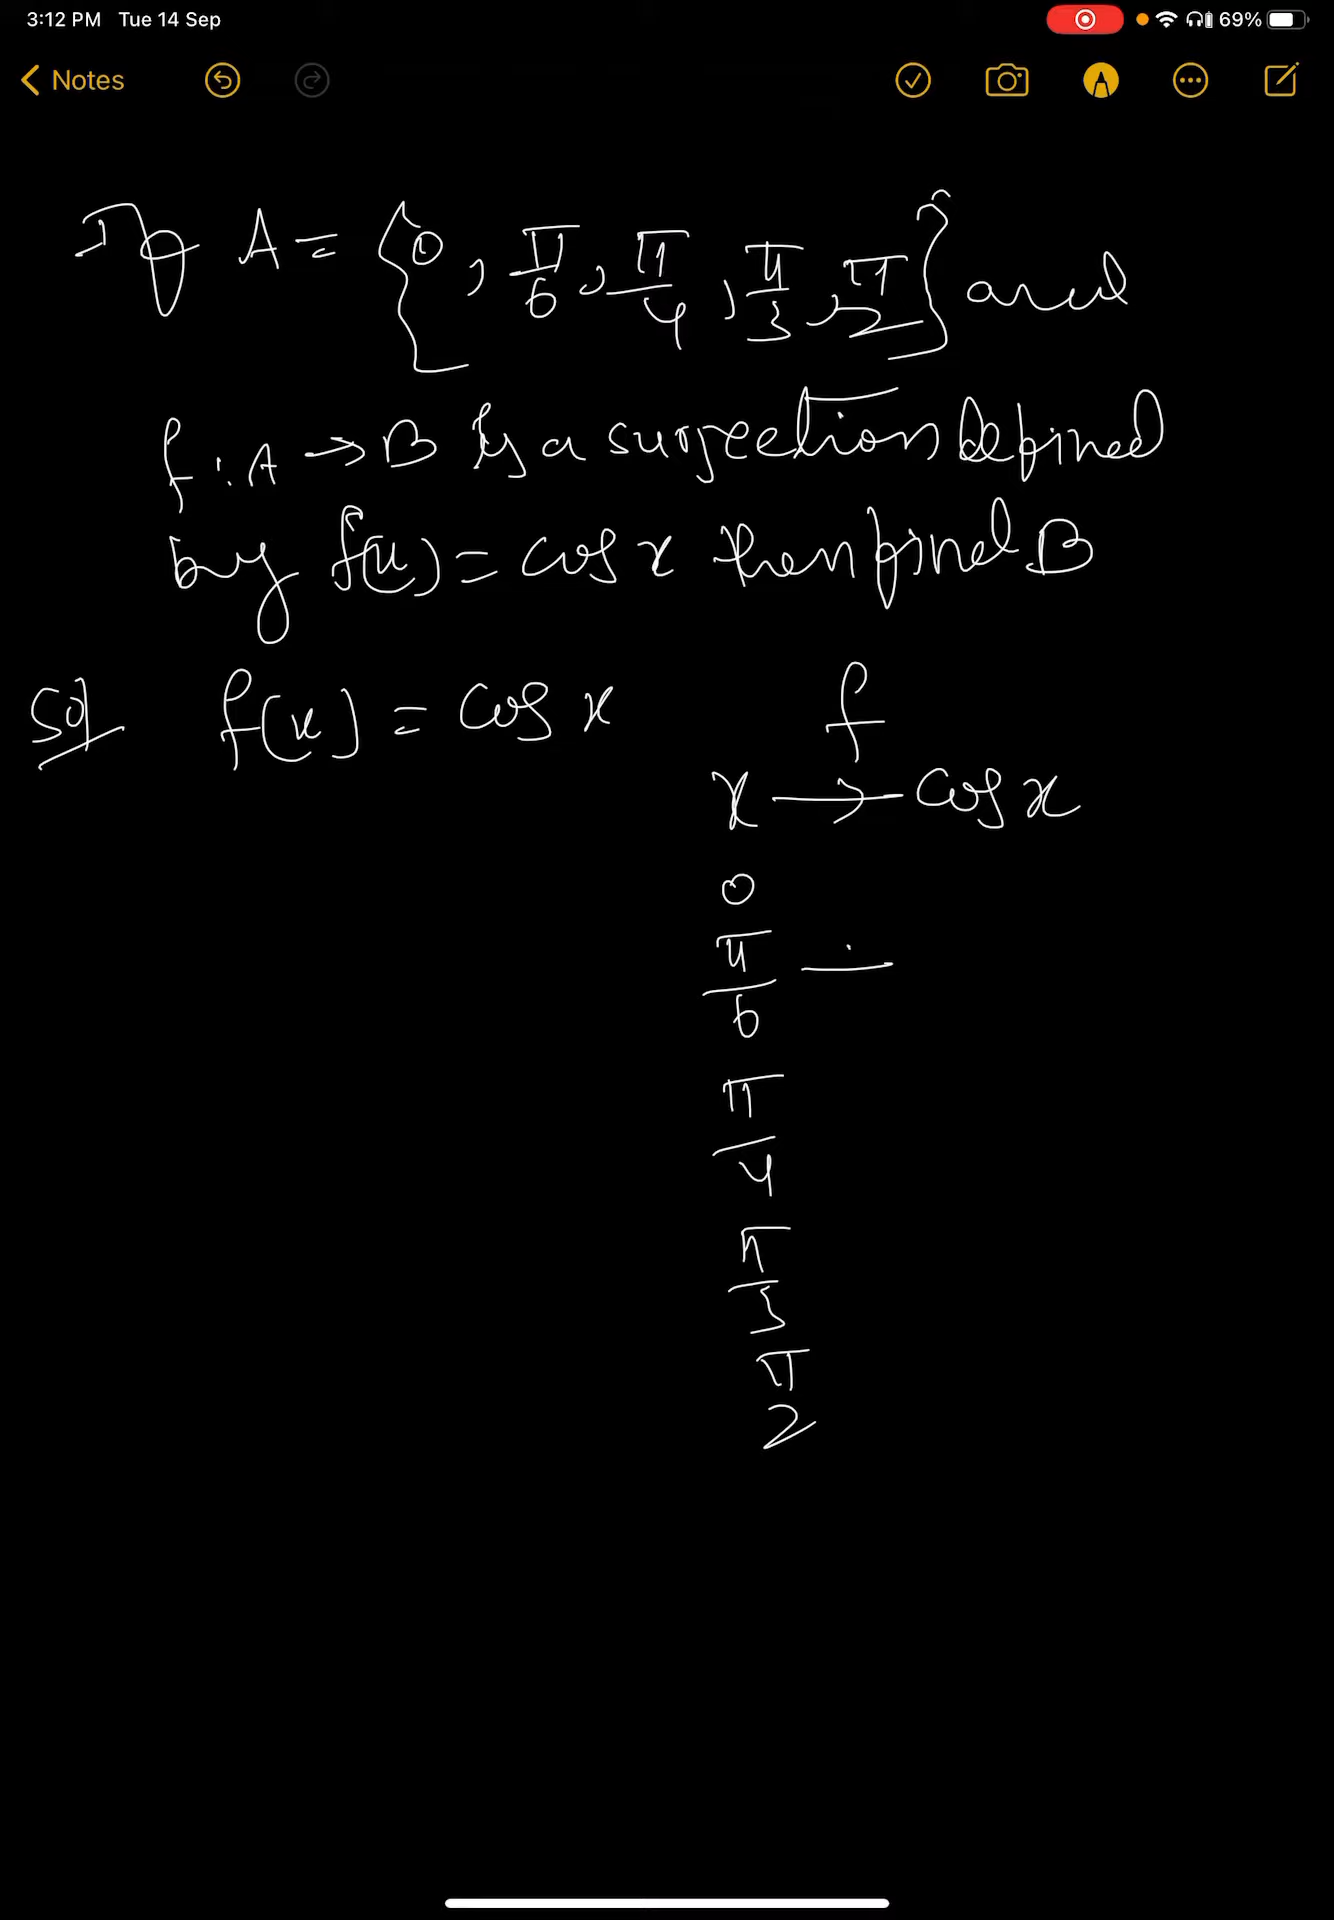 3:12 PM Tue 14 Sep 69%
Notes
If A = {0, π/6, π/4, π/3, π/2} and
f : A → B is a surjection defined
by f(x) = cos x then find B
Sol f(x) = cos x
f
x → cos x
0
π/6
π/4
π/3
π
2